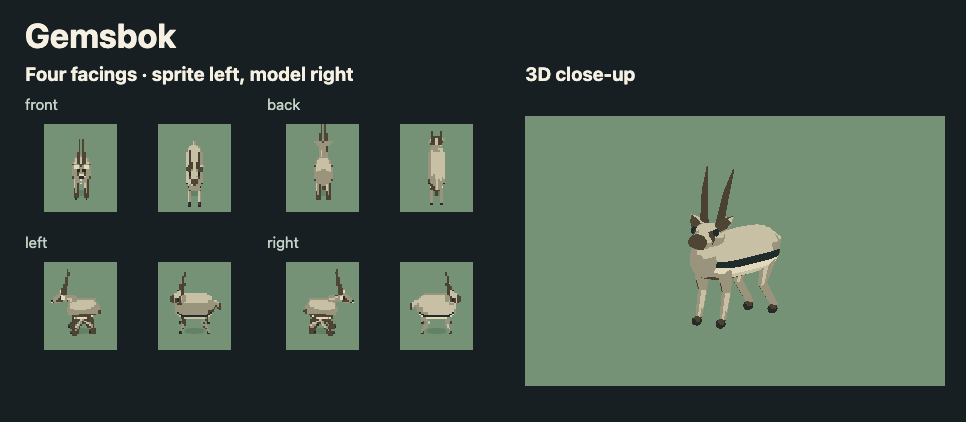 Gemsbok
Four facings · sprite left, model right
3D close-up
front
back
left
right